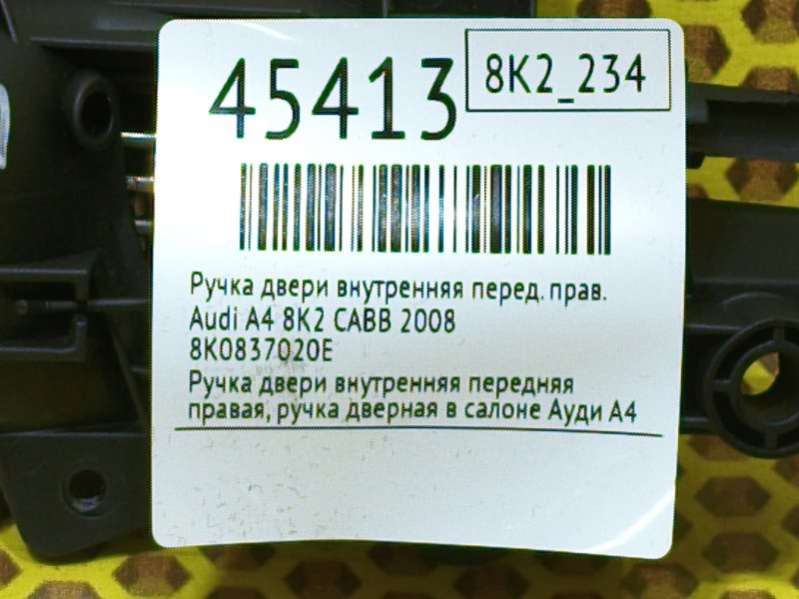 45413
8K2_234
Ручка двери внутренняя перед. прав.
Audi A4 8K2 CABB 2008
8K0837020E
Ручка двери внутренняя передняя
правая, ручка дверная в салоне Ауди А4